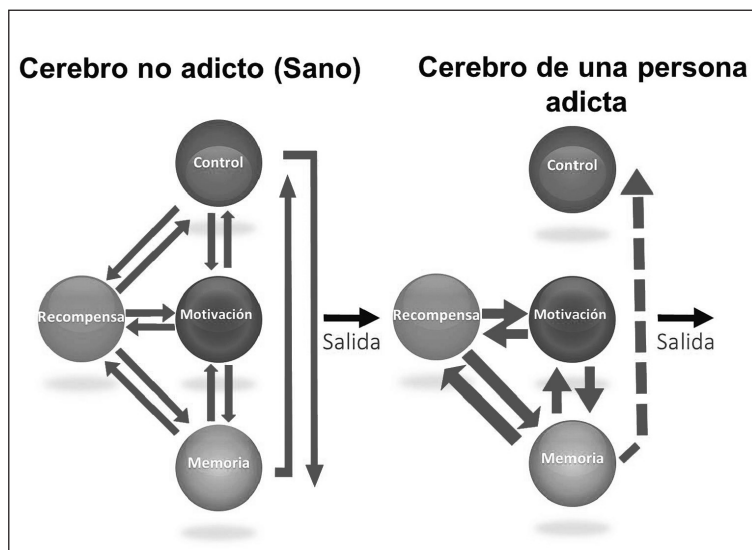 Cerebro no adicto (Sano)
Control
Recompensa
Motivación
Salida
Memoria
Cerebro de una persona
adicta
Control
Recompensa
Motivación
Salida
Memoria